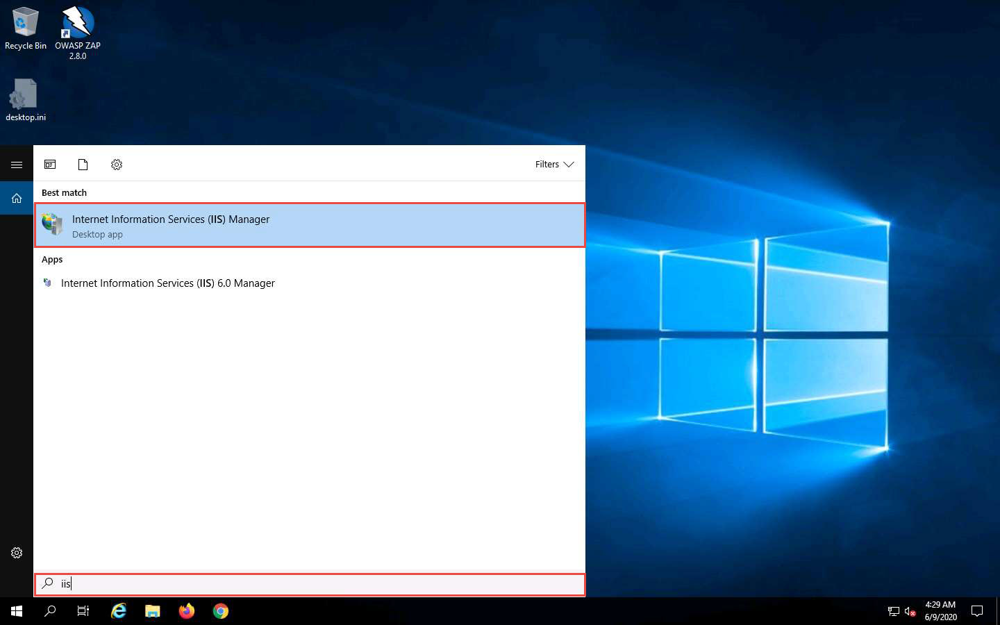 Recycle Bin
OWASP ZAP
2.8.0
desktop.ini
Filters
Best match
Internet Information Services (IIS) Manager
Desktop app
Apps
Internet Information Services (IIS) 6.0 Manager
iis
4:29 AM
6/9/2020